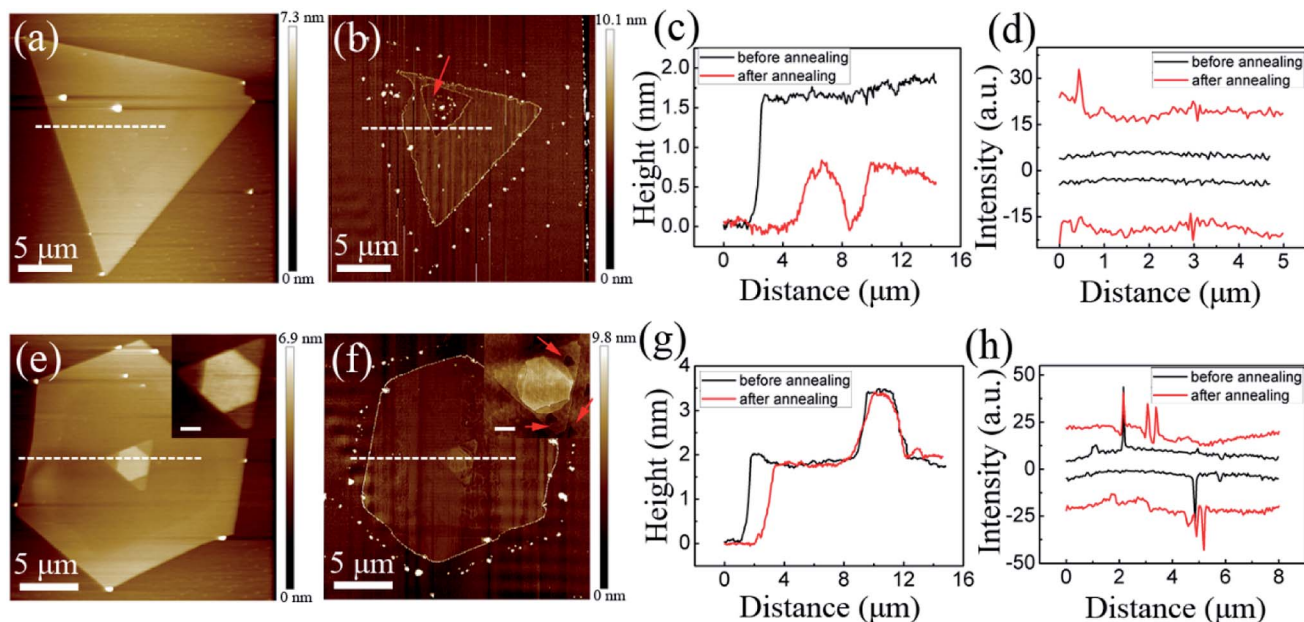 (a)
7.3 nm
5 μm
0 nm
(b)
10.1 nm
5 μm
0 nm
(c)
before annealing
after annealing
2.0
1.5
1.0
0.5
0.0
Height (nm)
0 4 8 12 16
Distance (μm)
(d)
before annealing
after annealing
30
15
0
-15
Intensity (a.u.)
0 1 2 3 4 5
Distance (μm)
(e)
6.9 nm
5 μm
0 nm
(f)
9.8 nm
5 μm
0 nm
(g)
before annealing
after annealing
4
3
2
1
0
Height (nm)
0 4 8 12 16
Distance (μm)
(h)
before annealing
after annealing
50
25
0
-25
-50
Intensity (a.u.)
0 2 4 6 8
Distance (μm)